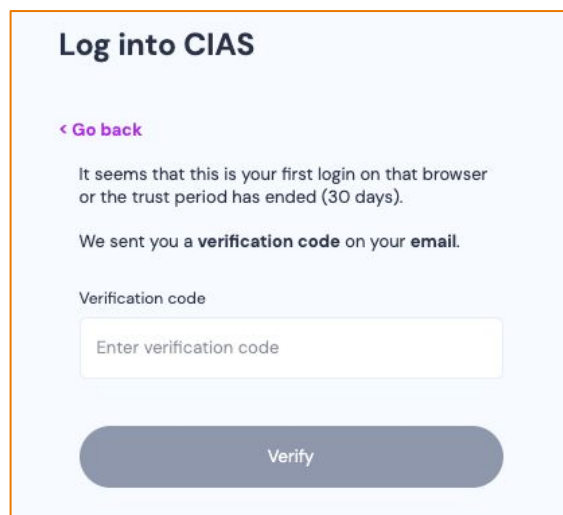 Log into CIAS
< Go back
It seems that this is your first login on that browser
or the trust period has ended (30 days).
We sent you a verification code on your email.
Verification code
Enter verification code
Verify